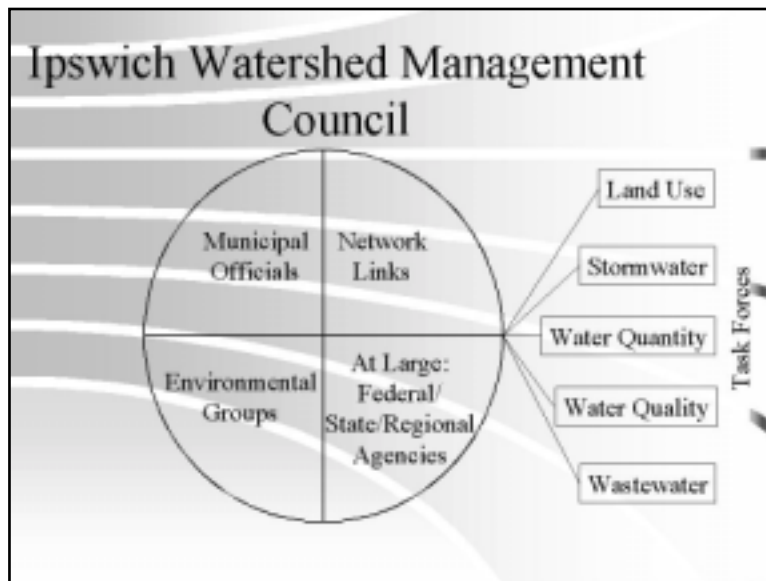 Ipswich Watershed Management
Council
Municipal
Officials
Network
Links
Environmental
Groups
At Large:
Federal/
State/Regional
Agencies
Land Use
Stormwater
Water Quantity
Water Quality
Wastewater
Task Forces